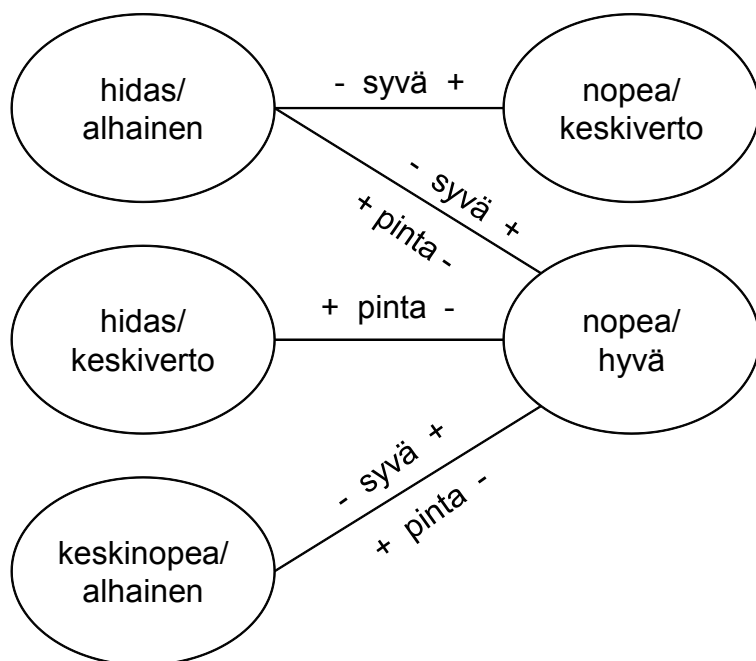 hidas/
alhainen
- syvä +
nopea/
keskiverto
- syvä +
+ pinta -
hidas/
keskiverto
+ pinta -
nopea/
hyvä
- syvä +
+ pinta -
keskinopea/
alhainen